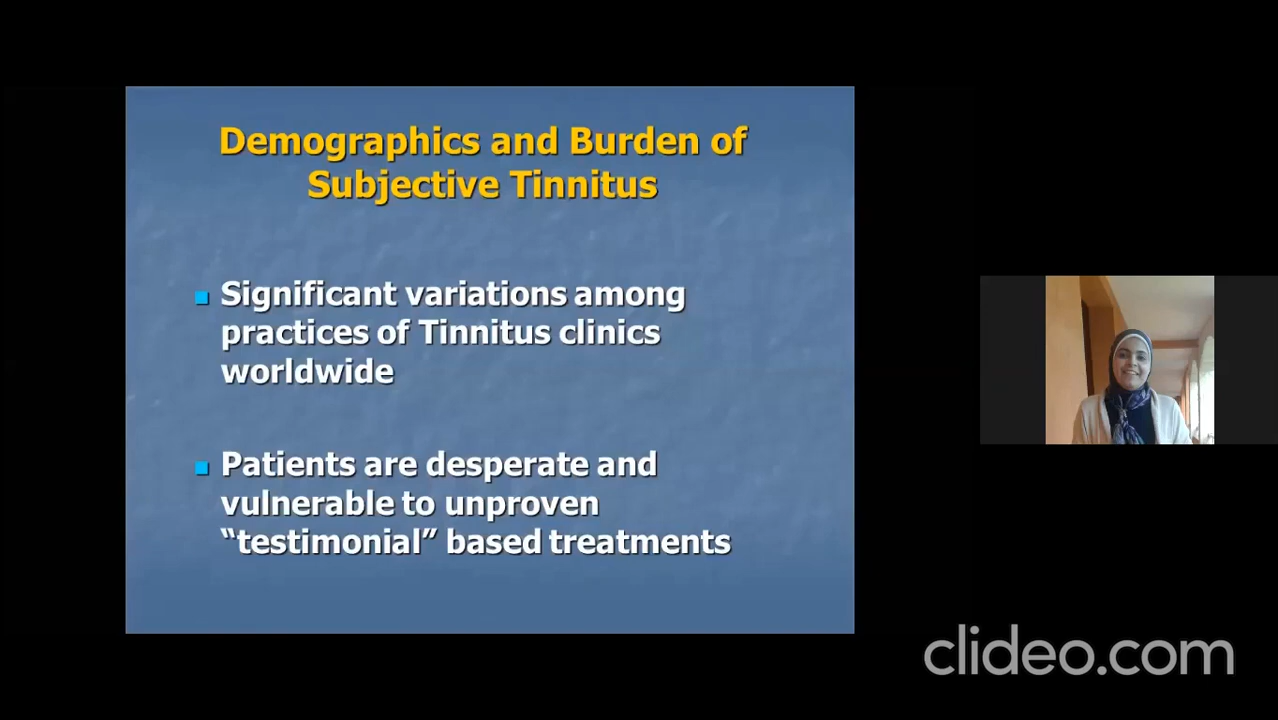 Demographics and Burden of
Subjective Tinnitus
Significant variations among
practices of Tinnitus clinics
worldwide
Patients are desperate and
vulnerable to unproven
“testimonial” based treatments
clideo.com